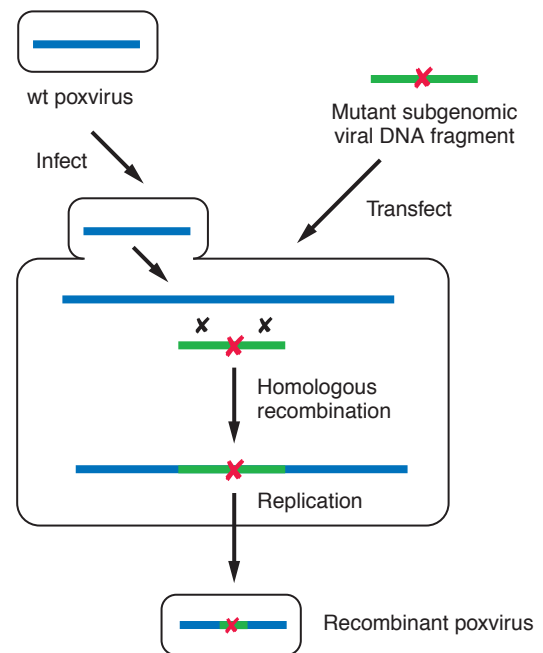 wt poxvirus
Mutant subgenomic
viral DNA fragment
Infect
Transfect
Homologous
recombination
Replication
Recombinant poxvirus